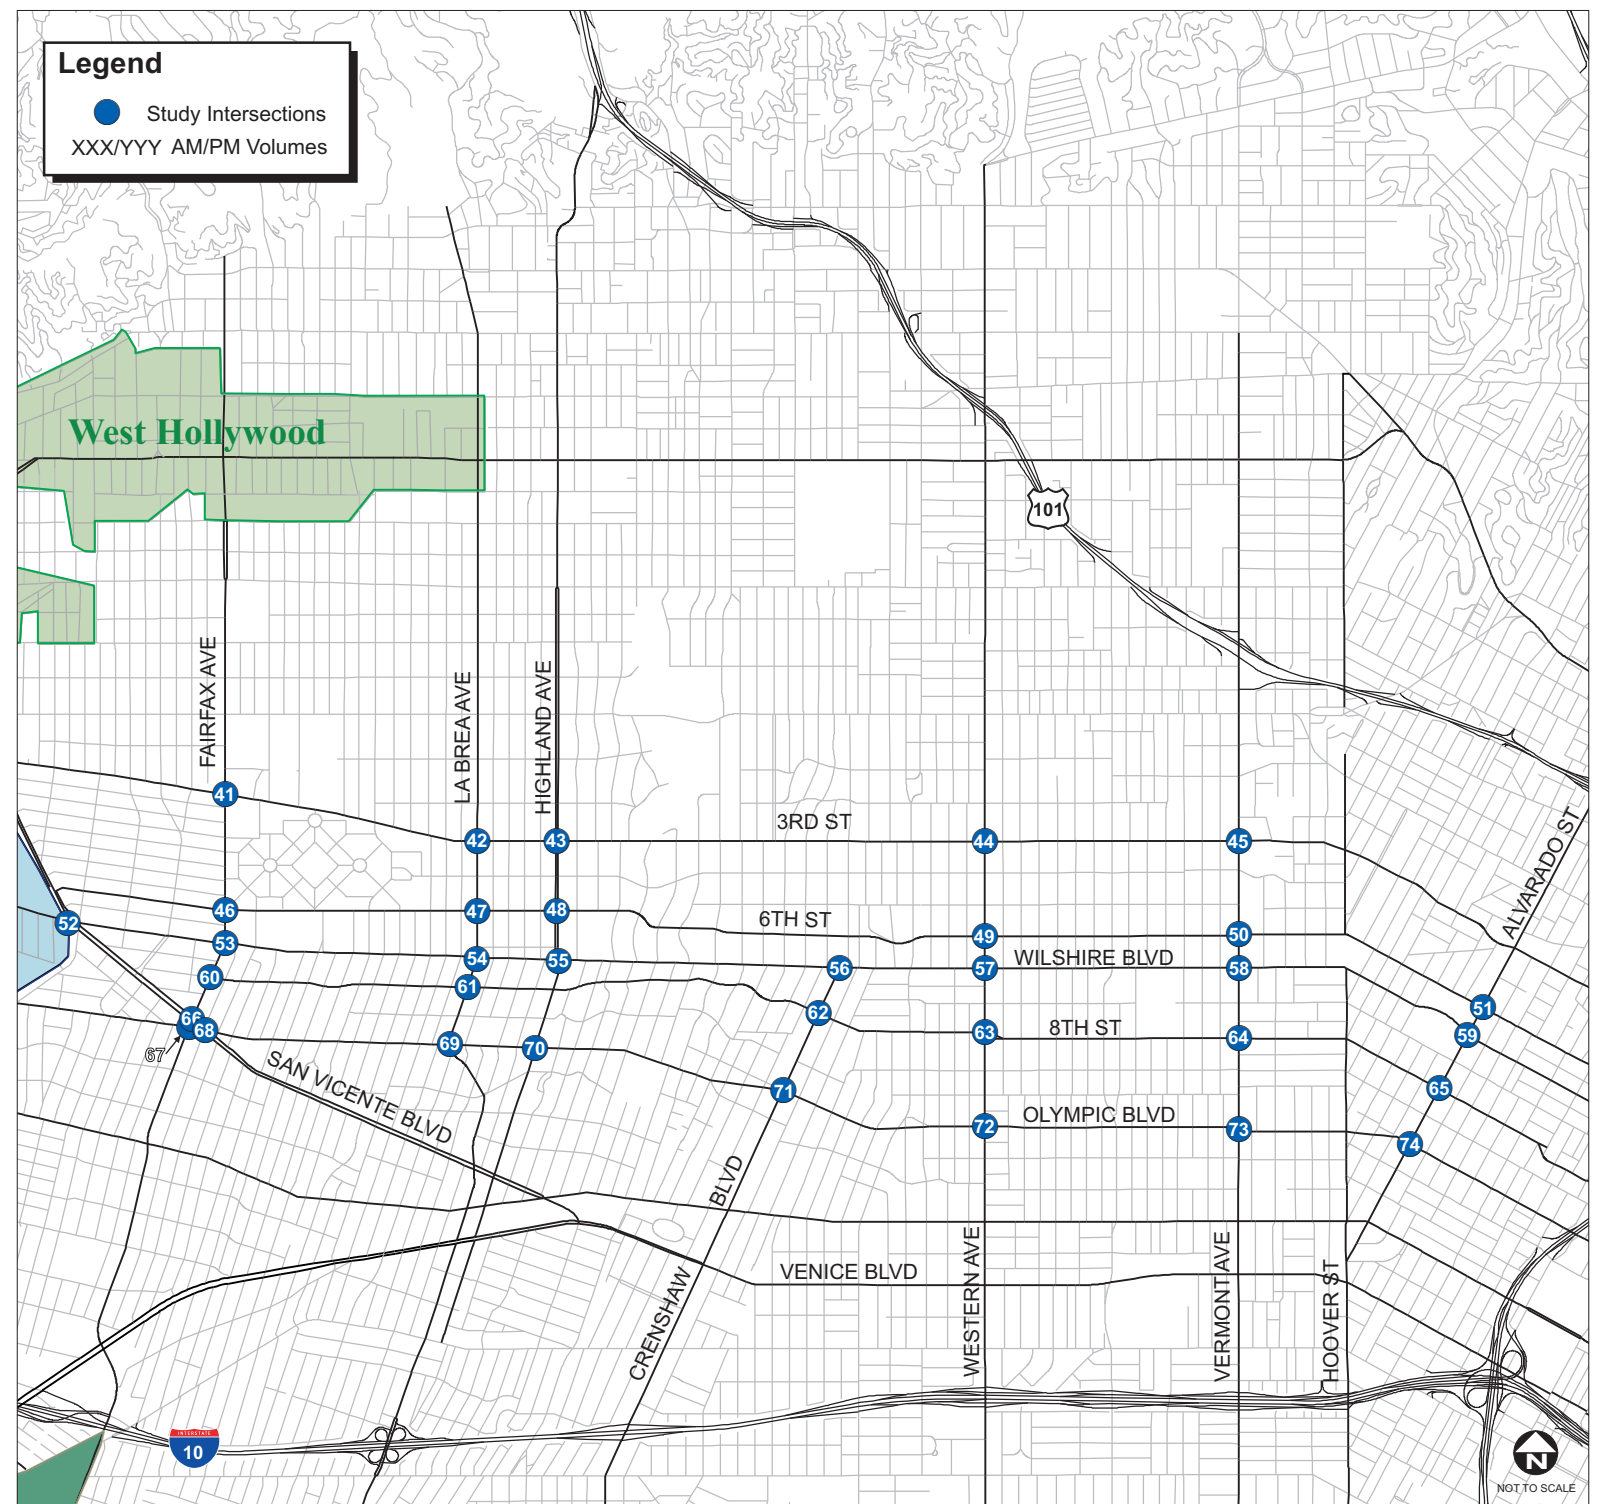 Legend
Study Intersections
XXX/YYY AM/PM Volumes
West Hollywood
101
FAIRFAX AVE
LA BREA AVE
HIGHLAND AVE
41
42
43
3RD ST
44
45
ALVARADO ST
46
47
48
6TH ST
49
50
52
53
54
55
56
57
WILSHIRE BLVD
58
60
61
62
51
66
68
67
63
8TH ST
64
59
69
70
SAN VICENTE BLVD
71
65
72
OLYMPIC BLVD
73
74
CRENSHAW BLVD
VENICE BLVD
WESTERN AVE
VERMONT AVE
HOOVER ST
INTERSTATE
10
N
NOT TO SCALE